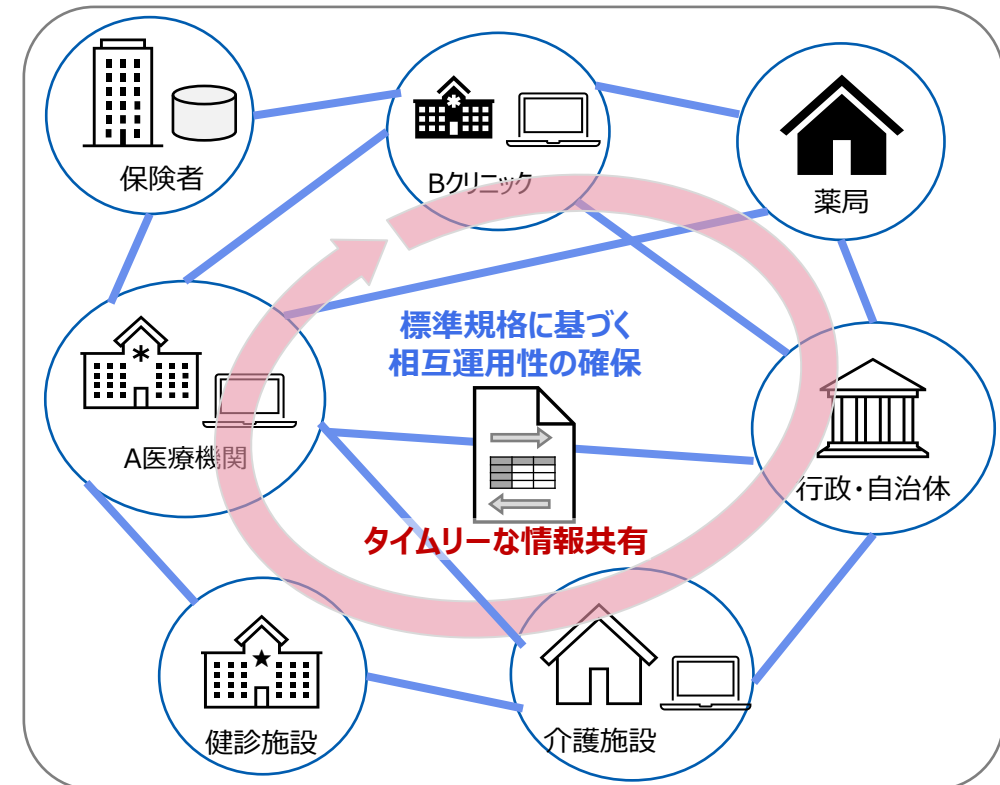 保険者
Bクリニック
薬局
標準規格に基づく
相互運用性の確保
A医療機関
行政・自治体
タイムリーな情報共有
健診施設
介護施設